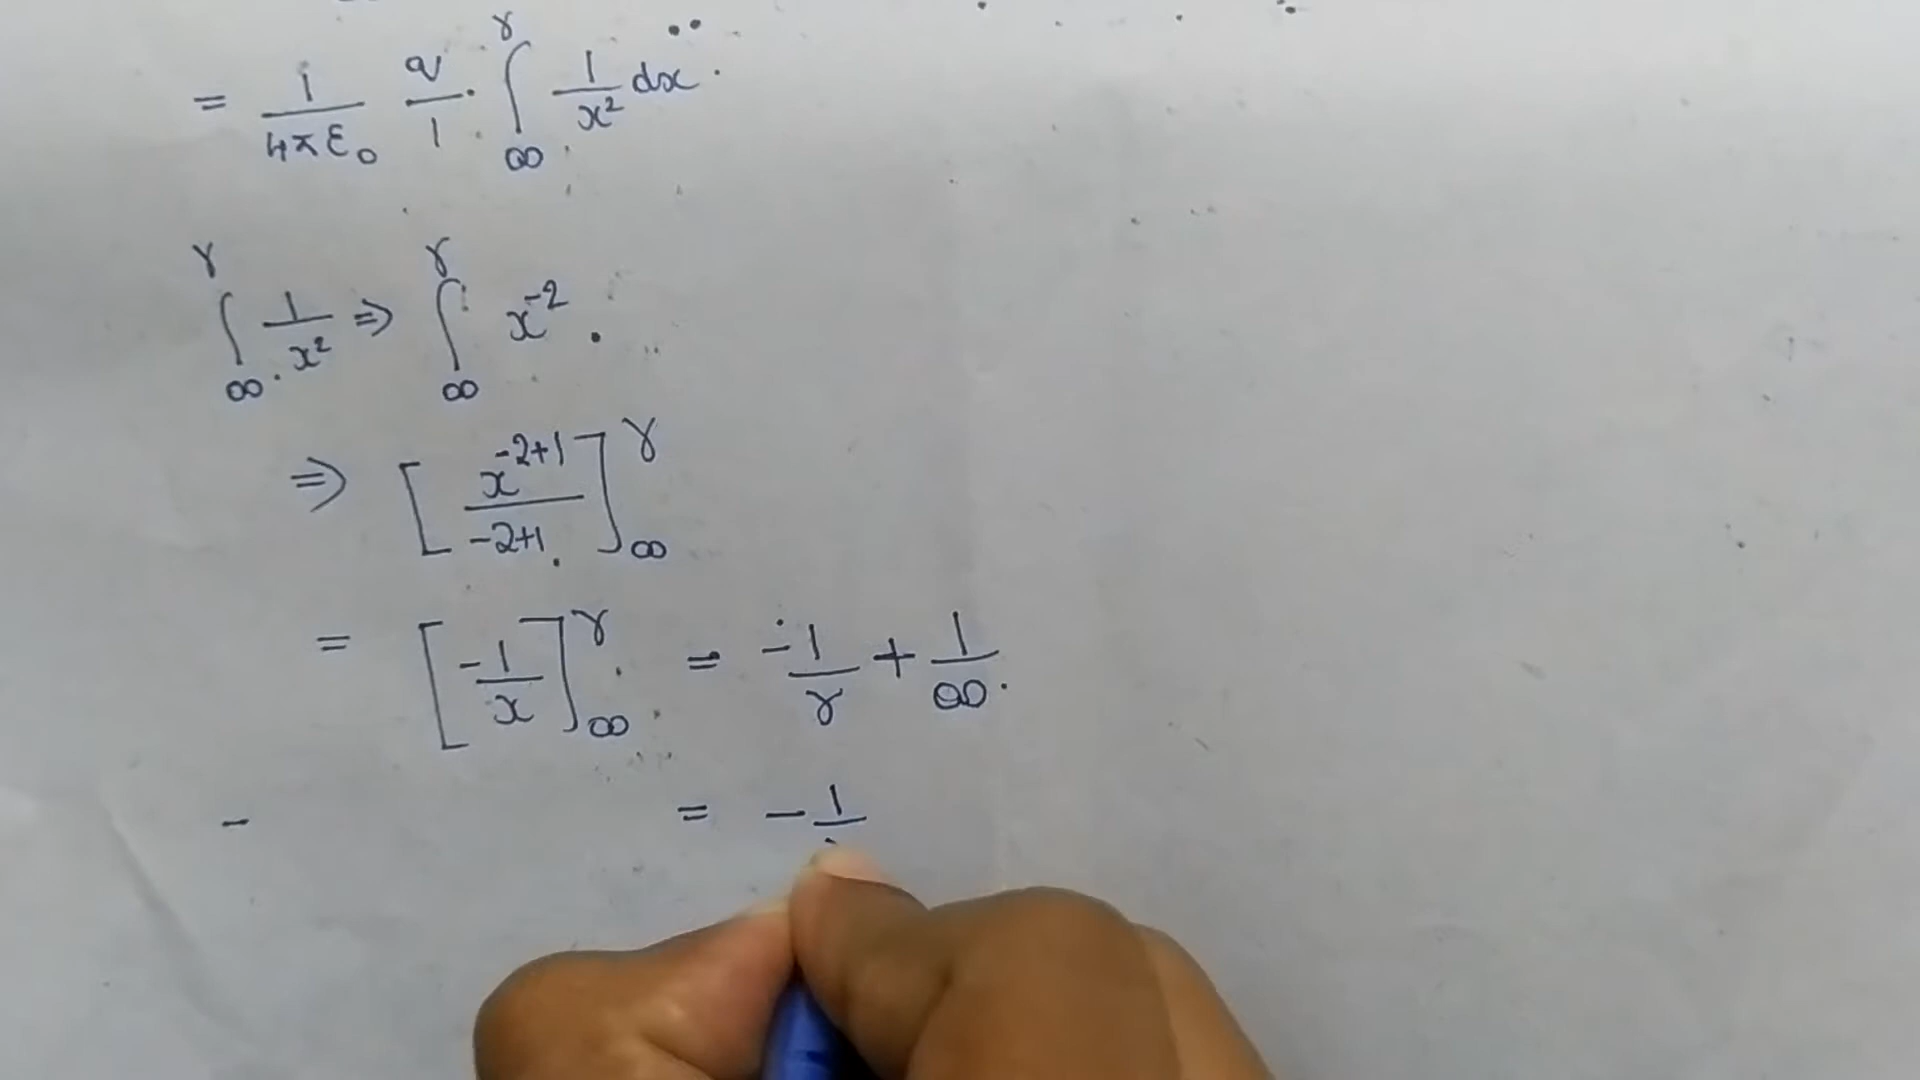 = 1/4πε₀ q/1 · ∫_∞^r 1/x² dx.
∫_∞^r 1/x² ⇒ ∫_∞^r x⁻².
⇒ [x^(-2+1)/(-2+1)]_∞^r
= [-1/x]_∞^r = -1/r + 1/∞.
- = -1/